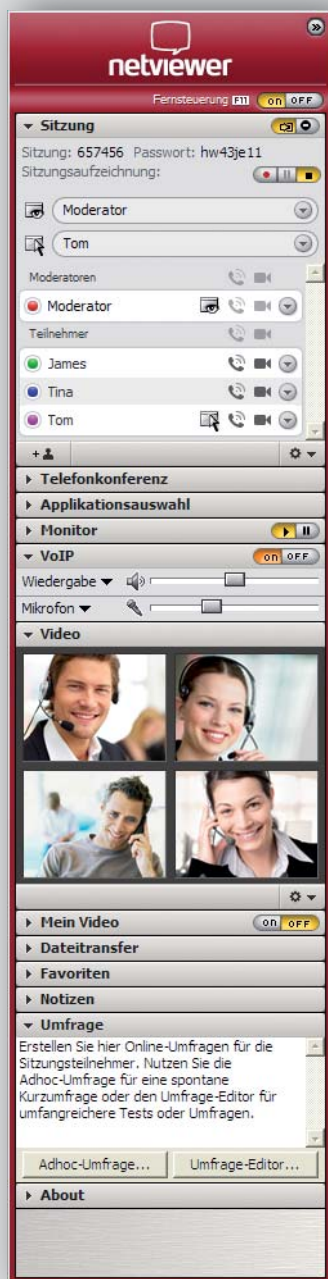 netviewer
Fernsteuerung F11 on OFF
Sitzung
Sitzung: 657456 Passwort: hw43je11
Sitzungsaufzeichnung:
Moderator
Tom
Moderatoren
Moderator
Teilnehmer
James
Tina
Tom
Telefonkonferenz
Applikationsauswahl
Monitor
VoIP on OFF
Wiedergabe
Mikrofon
Video
Mein Video on OFF
Dateitransfer
Favoriten
Notizen
Umfrage
Erstellen Sie hier Online-Umfragen für die
Sitzungsteilnehmer. Nutzen Sie die
Adhoc-Umfrage für eine spontane
Kurzumfrage oder den Umfrage-Editor für
umfangreichere Tests oder Umfragen.
Adhoc-Umfrage... Umfrage-Editor...
About